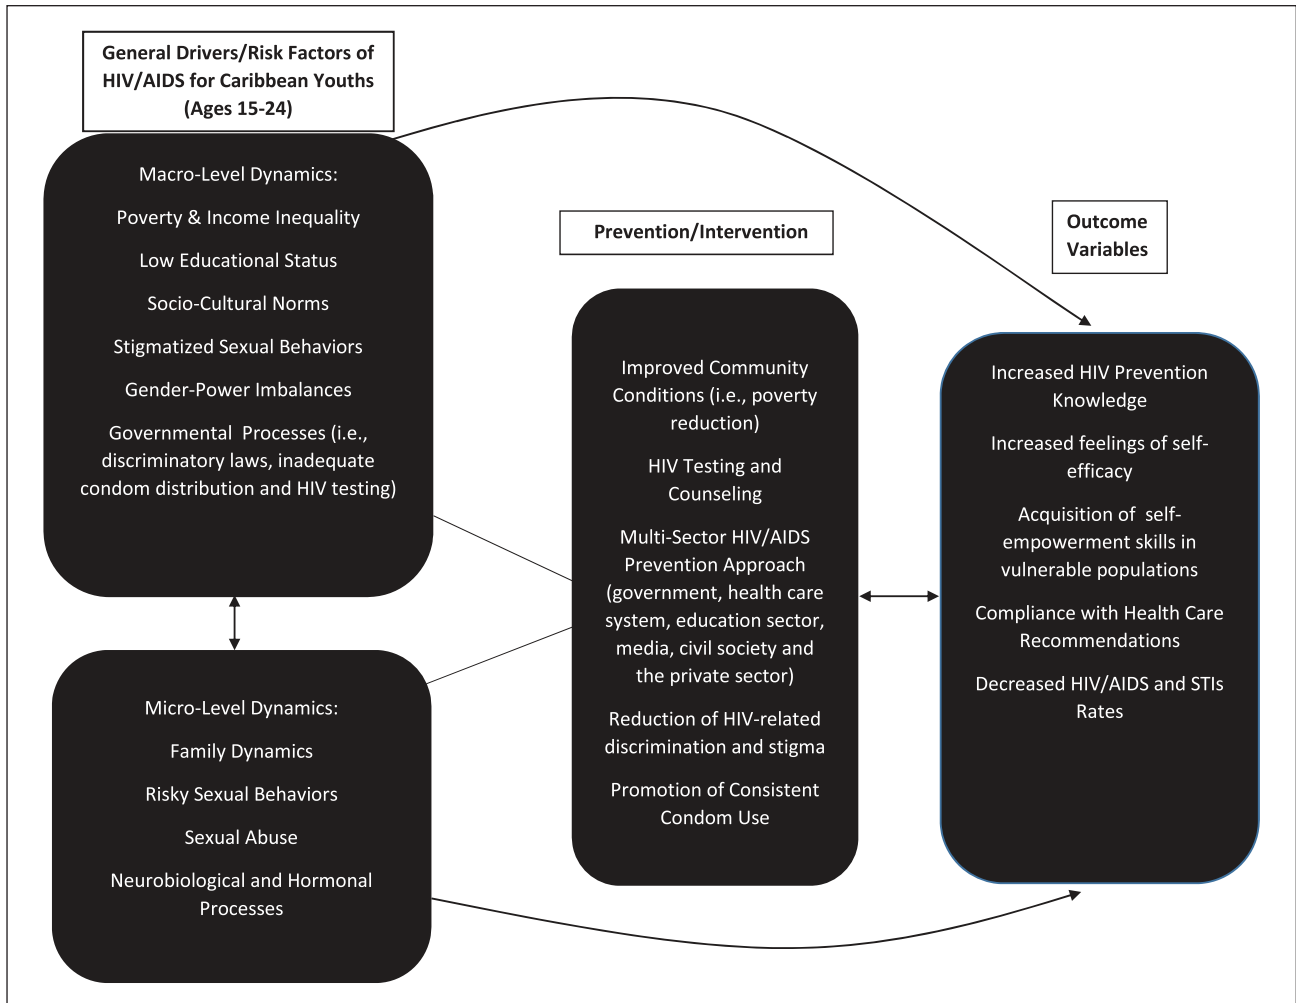 General Drivers/Risk Factors of
HIV/AIDS for Caribbean Youths
(Ages 15-24)
Macro-Level Dynamics:
Poverty & Income Inequality
Low Educational Status
Socio-Cultural Norms
Stigmatized Sexual Behaviors
Gender-Power Imbalances
Governmental Processes (i.e.,
discriminatory laws, inadequate
condom distribution and HIV testing)
Micro-Level Dynamics:
Family Dynamics
Risky Sexual Behaviors
Sexual Abuse
Neurobiological and Hormonal
Processes
Prevention/Intervention
Improved Community
Conditions (i.e., poverty
reduction)
HIV Testing and
Counseling
Multi-Sector HIV/AIDS
Prevention Approach
(government, health care
system, education sector,
media, civil society and
the private sector)
Reduction of HIV-related
discrimination and stigma
Promotion of Consistent
Condom Use
Outcome
Variables
Increased HIV Prevention
Knowledge
Increased feelings of self-
efficacy
Acquisition of self-
empowerment skills in
vulnerable populations
Compliance with Health Care
Recommendations
Decreased HIV/AIDS and STIs
Rates